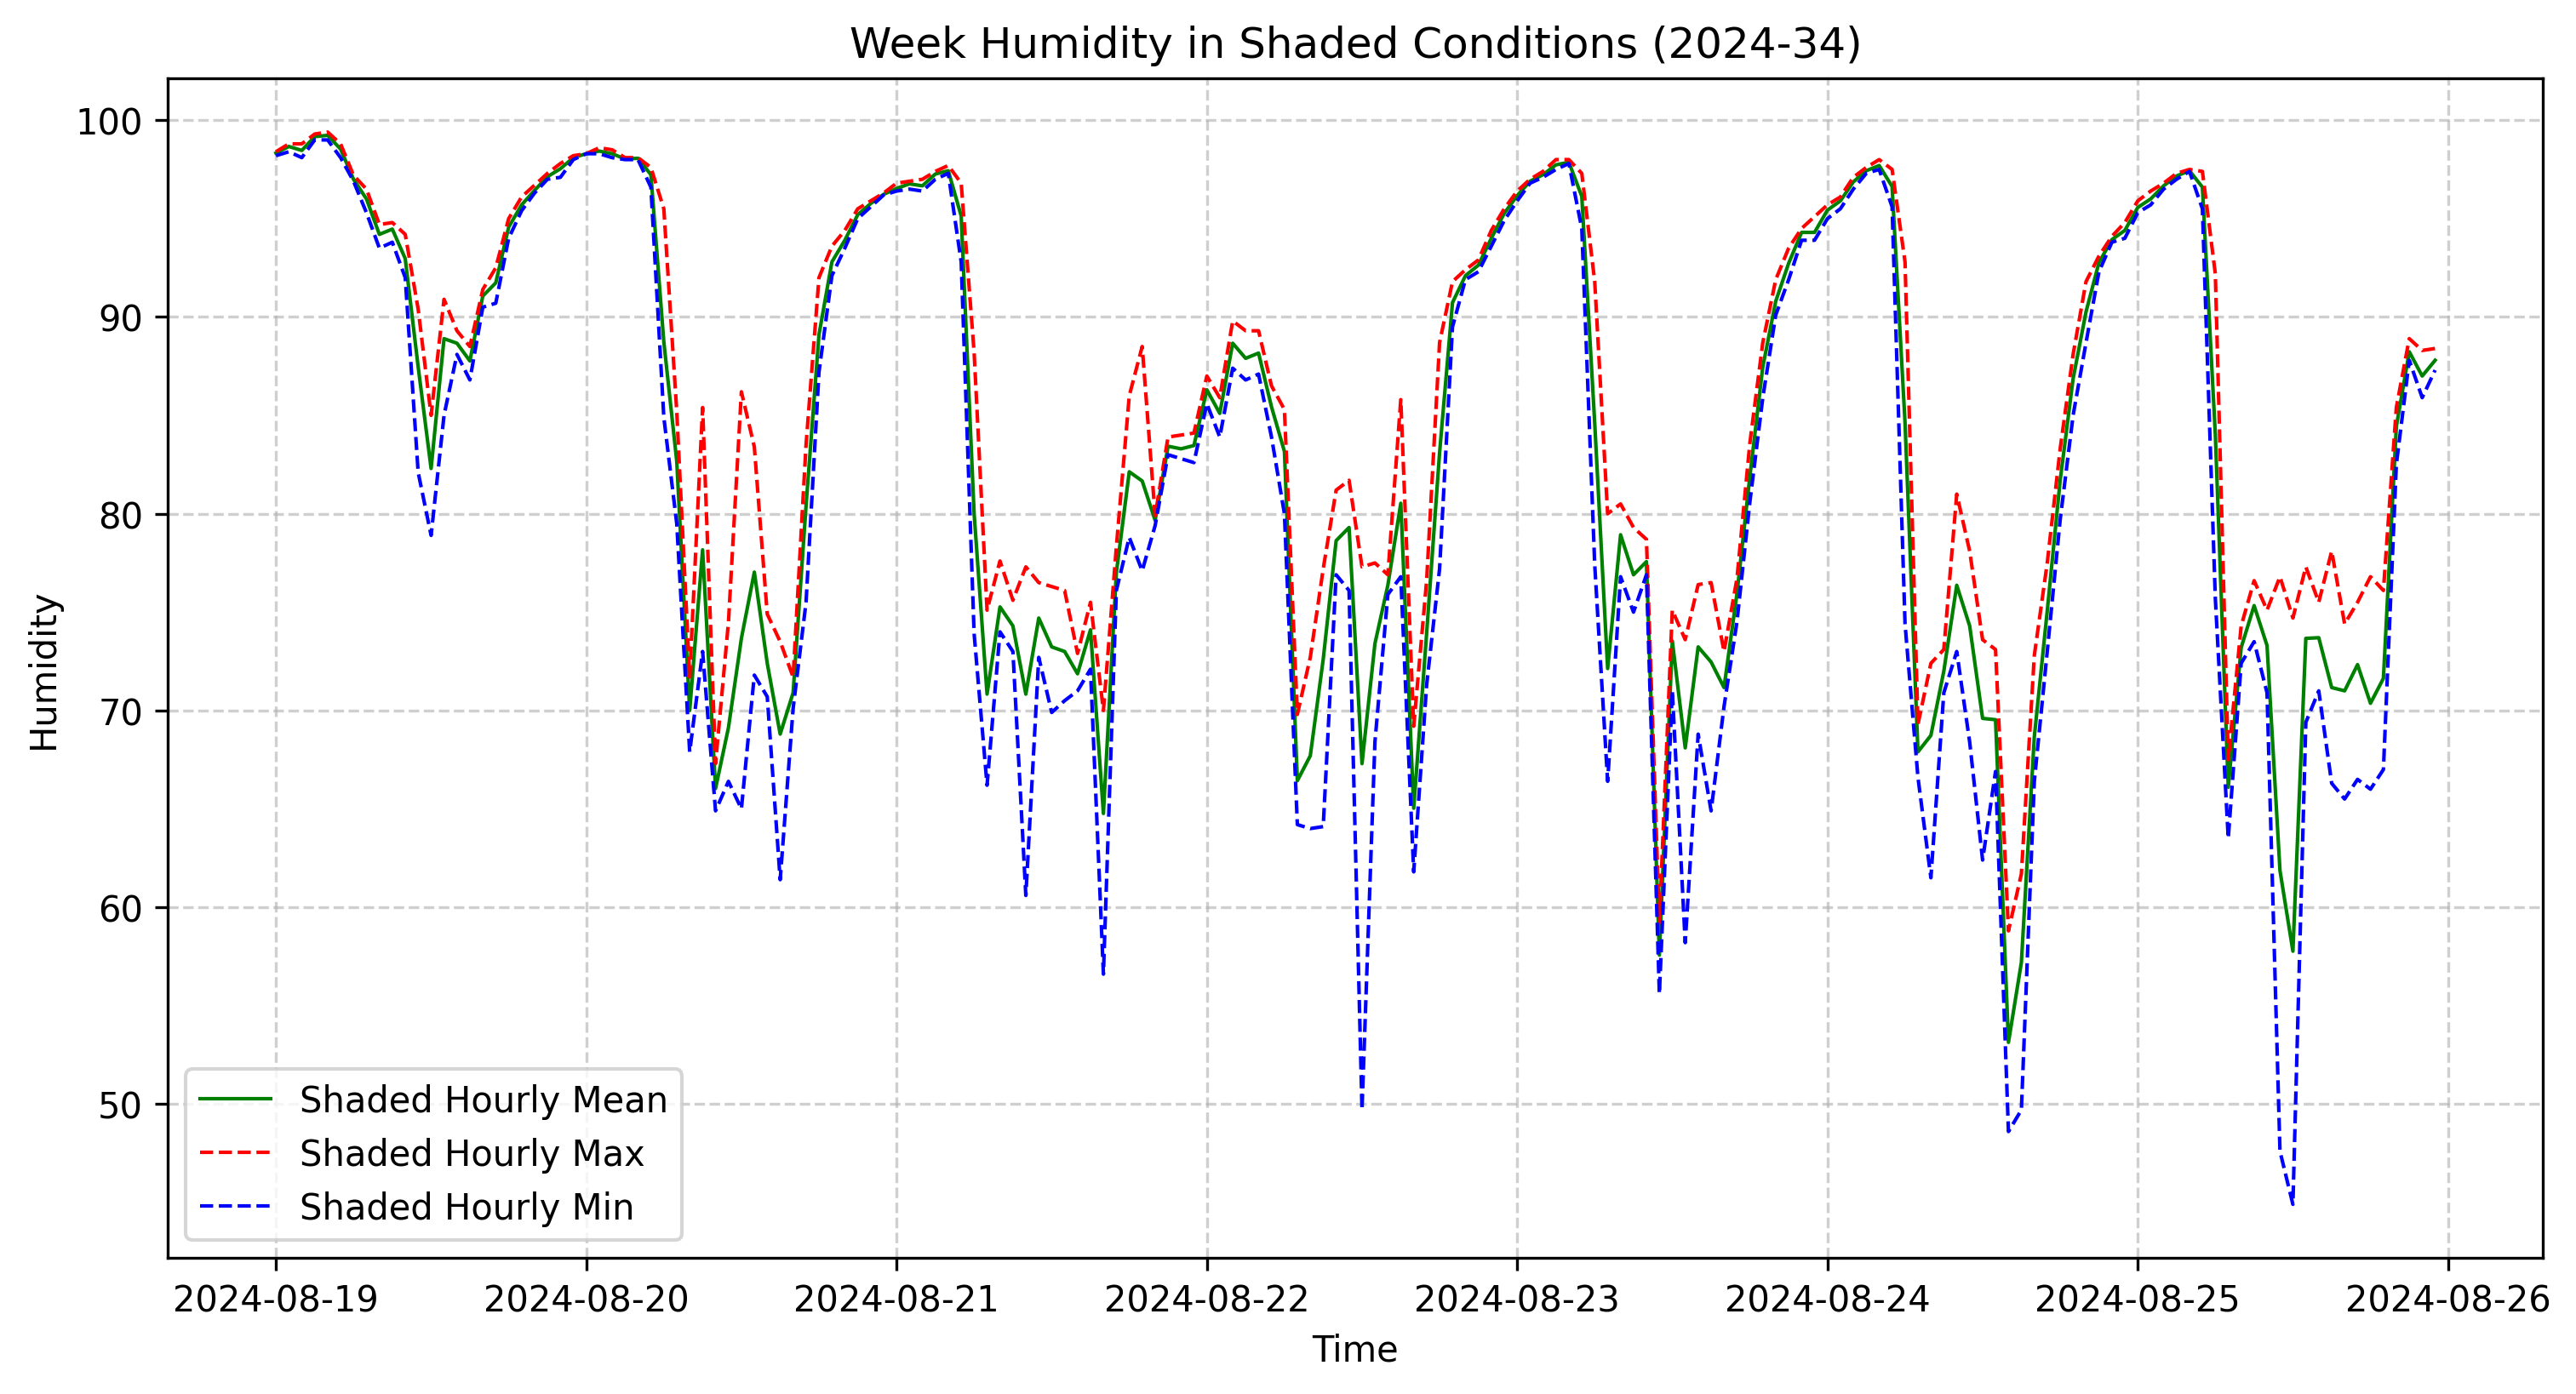 Week Humidity in Shaded Conditions (2024-34)
Humidity
100
90
80
70
60
50
Shaded Hourly Mean
Shaded Hourly Max
Shaded Hourly Min
2024-08-19
2024-08-20
2024-08-21
2024-08-22
2024-08-23
2024-08-24
2024-08-25
2024-08-26
Time